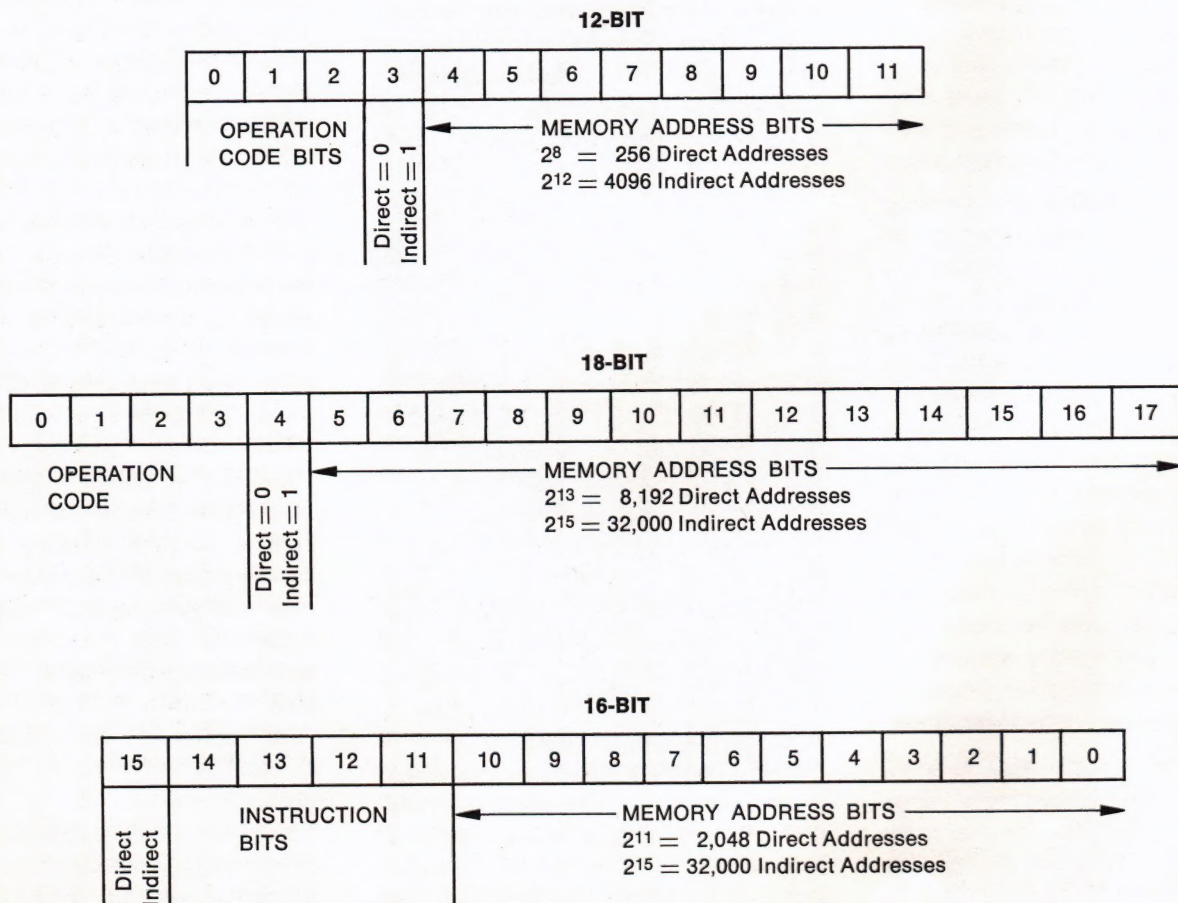 12-BIT
0 1 2 3 4 5 6 7 8 9 10 11
OPERATION
CODE BITS
Direct = 0
Indirect = 1
MEMORY ADDRESS BITS
2⁸ = 256 Direct Addresses
2¹² = 4096 Indirect Addresses
18-BIT
0 1 2 3 4 5 6 7 8 9 10 11 12 13 14 15 16 17
OPERATION
CODE
Direct = 0
Indirect = 1
MEMORY ADDRESS BITS
2¹³ = 8,192 Direct Addresses
2¹⁵ = 32,000 Indirect Addresses
16-BIT
15 14 13 12 11 10 9 8 7 6 5 4 3 2 1 0
Direct
Indirect
INSTRUCTION
BITS
MEMORY ADDRESS BITS
2¹¹ = 2,048 Direct Addresses
2¹⁵ = 32,000 Indirect Addresses